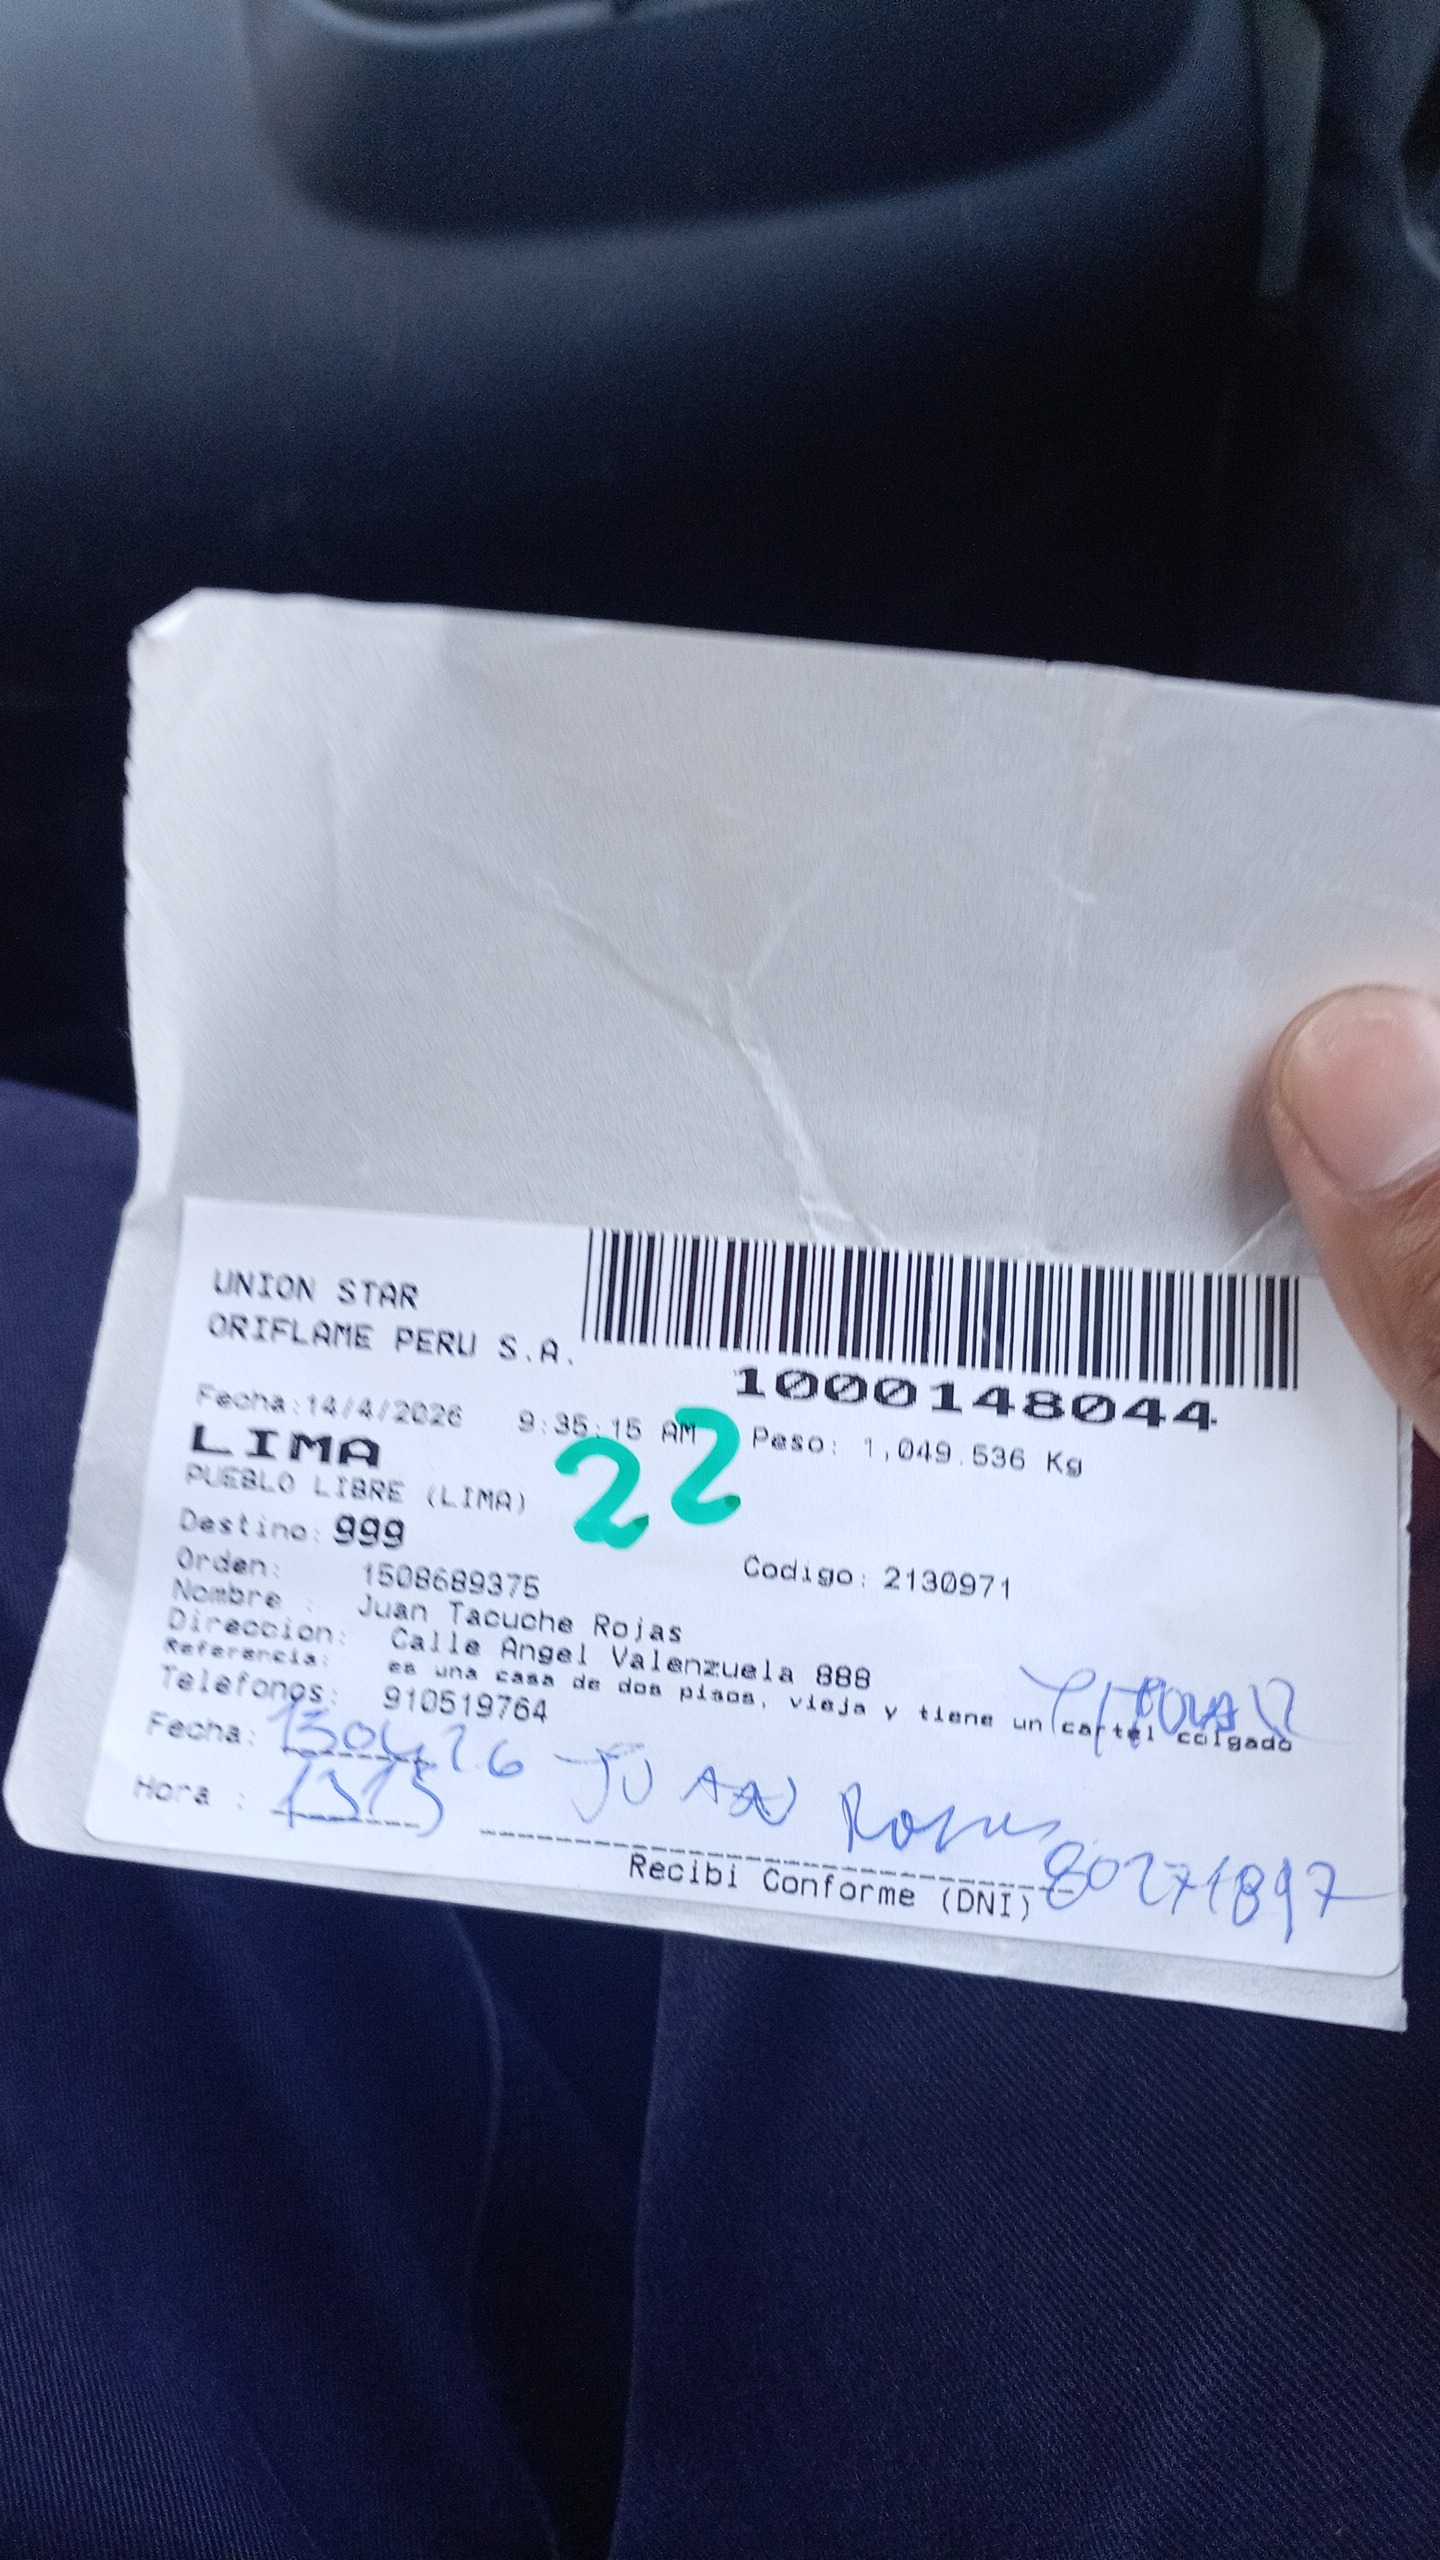 UNION STAR
ORIFLAME PERU S.A.
1000148044
Fecha:14/4/2026 9:35:15 AM Peso: 1,049.536 Kg
LIMA
22
PUEBLO LIBRE (LIMA)
Destino: 999
Orden: 1508689375 Codigo: 2130971
Nombre : Juan Tacuche Rojas
Direccion: Calle Angel Valenzuela 888
Referencia: es una casa de dos pisos, vieja y tiene un cartel colgado
Telefonos: 910519764
Fecha: 150426 JUAN Rojas
Hora : 1315
Recibi Conforme (DNI) 80271897